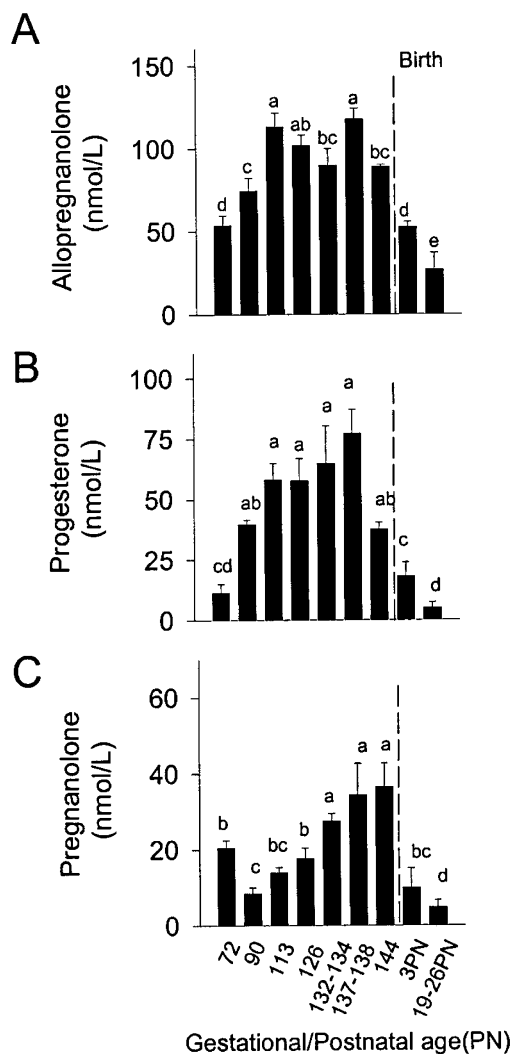 A
Allopregnanolone
(nmol/L)
150
100
50
0
Birth
d
c
a
ab
bc
a
bc
d
e
B
Progesterone
(nmol/L)
100
75
50
25
0
cd
ab
a
a
a
a
ab
c
d
C
Pregnanolone
(nmol/L)
60
40
20
0
b
c
bc
b
a
a
a
bc
d
72
90
113
126
132-134
137-138
144
3PN
19-26PN
Gestational/Postnatal age(PN)